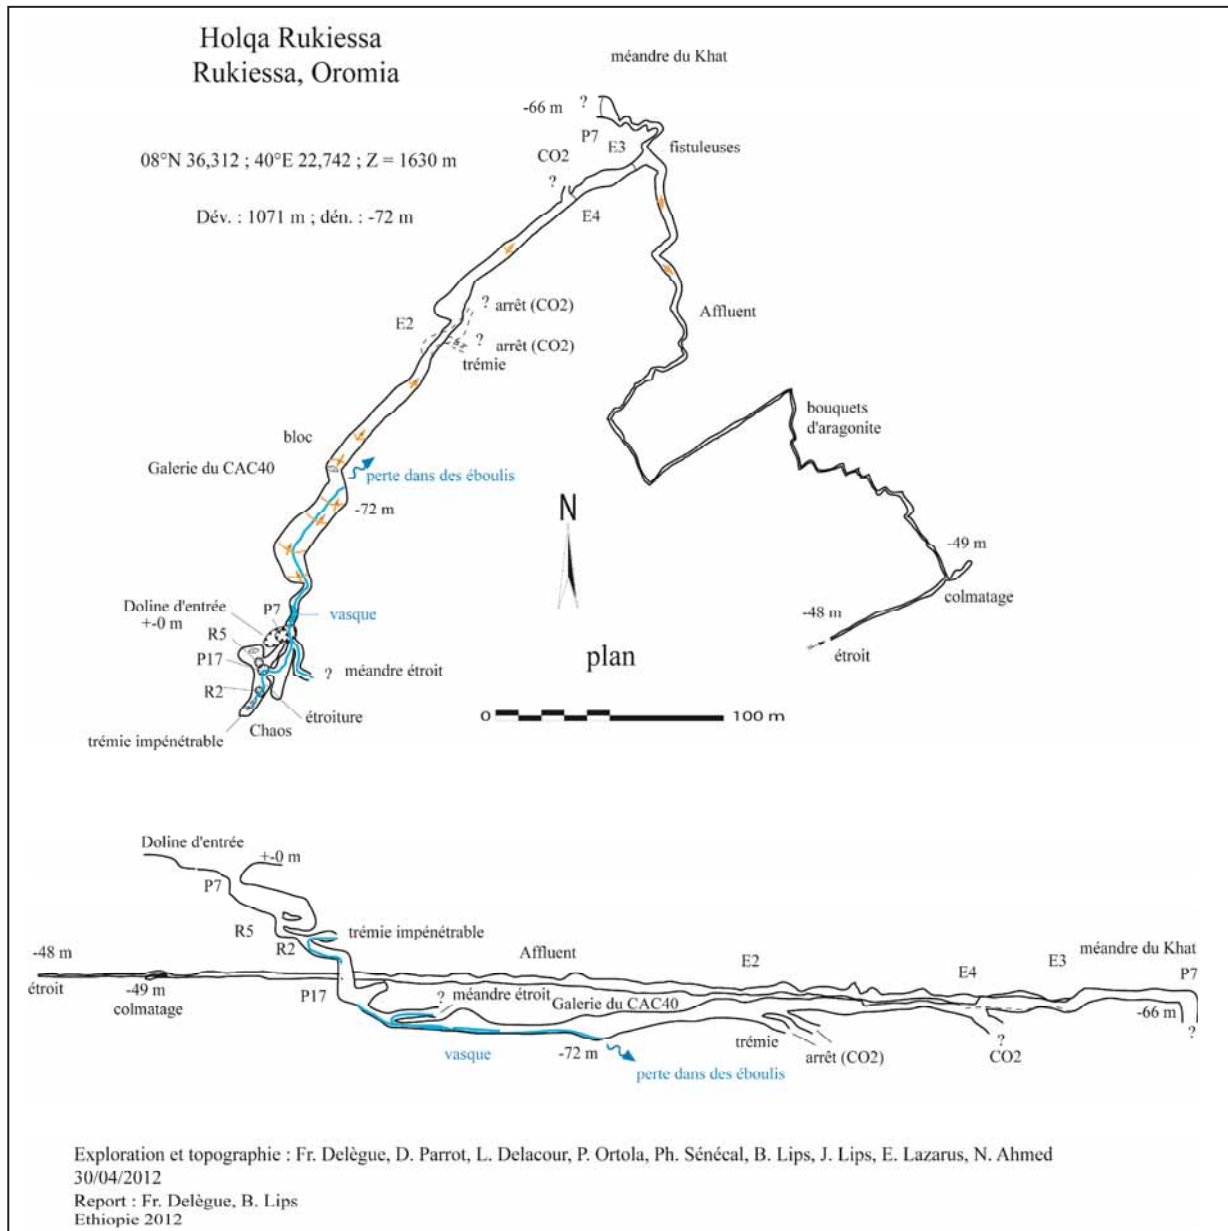 Holqa Rukiessa
Rukiessa, Oromia
méandre du Khat
-66 m
?
P7
E3
fistuleuses
08°N 36,312 ; 40°E 22,742 ; Z = 1630 m
CO2
?
Dév. : 1071 m ; dén. : -72 m
E4
? arrêt (CO2)
Affluent
E2
? arrêt (CO2)
trémie
bouquets
d'aragonite
bloc
Galerie du CAC40
perte dans des éboulis
-72 m
N
-49 m
colmatage
Doline d'entrée
+-0 m
P7
vasque
-48 m
R5
P17
? méandre étroit
plan
étroit
R2
étroiture
0
100 m
Chaos
trémie impénétrable
Doline d'entrée
+-0 m
P7
R5
R2
trémie impénétrable
Affluent
E2
méandre du Khat
-48 m
E4
E3
P7
étroit
-49 m
colmatage
P17
? méandre étroit
Galerie du CAC40
-66 m
vasque
-72 m
trémie
arrêt (CO2)
?
CO2
?
perte dans des éboulis
Exploration et topographie : Fr. Delègue, D. Parrot, L. Delacour, P. Ortola, Ph. Sénécal, B. Lips, J. Lips, E. Lazarus, N. Ahmed
30/04/2012
Report : Fr. Delègue, B. Lips
Ethiopie 2012